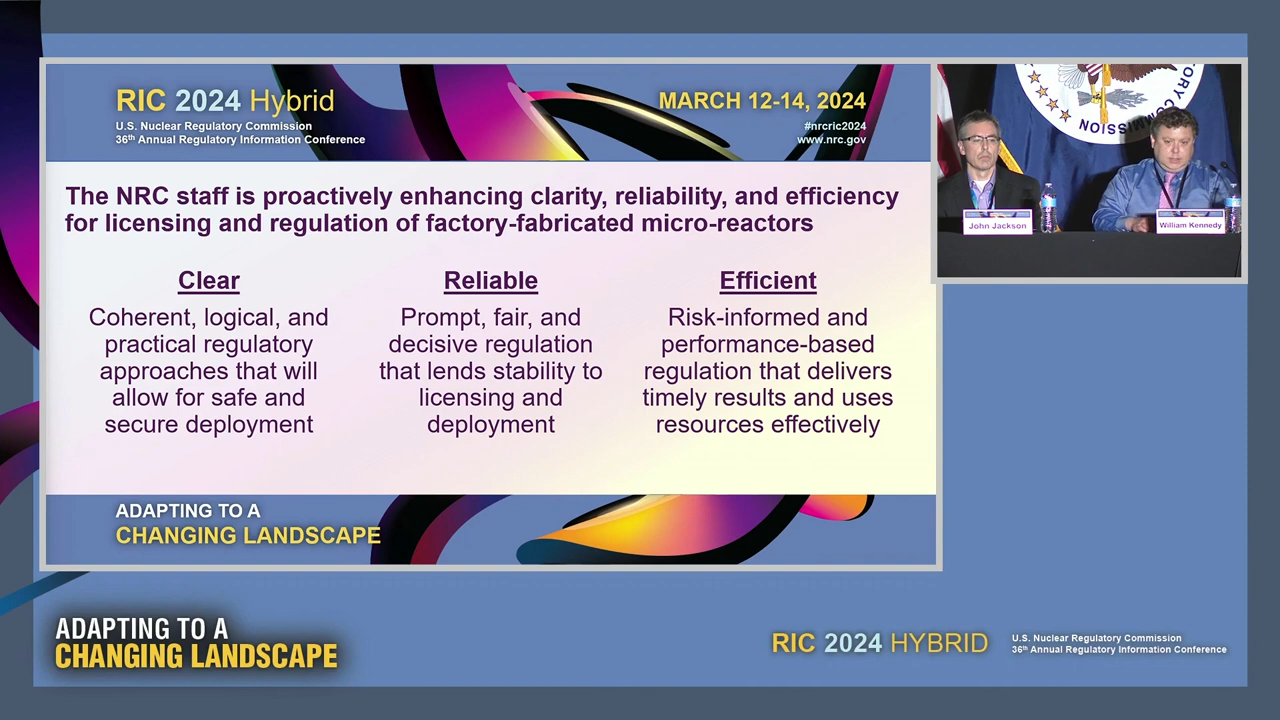 RIC 2024 Hybrid
U.S. Nuclear Regulatory Commission
36th Annual Regulatory Information Conference
MARCH 12-14, 2024
#nrcric2024
www.nrc.gov
The NRC staff is proactively enhancing clarity, reliability, and efficiency
for licensing and regulation of factory-fabricated micro-reactors
Clear
Coherent, logical, and
practical regulatory
approaches that will
allow for safe and
secure deployment
Reliable
Prompt, fair, and
decisive regulation
that lends stability to
licensing and
deployment
Efficient
Risk-informed and
performance-based
regulation that delivers
timely results and uses
resources effectively
ADAPTING TO A
CHANGING LANDSCAPE
John Jackson
William Kennedy
ADAPTING TO A
CHANGING LANDSCAPE
RIC 2024 HYBRID
U.S. Nuclear Regulatory Commission
36th Annual Regulatory Information Conference